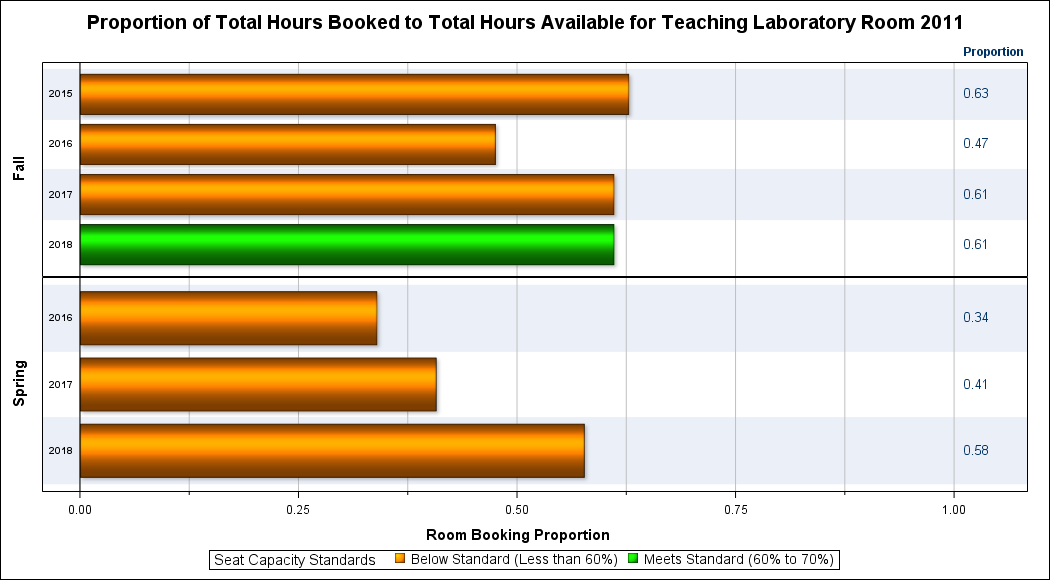 Proportion of Total Hours Booked to Total Hours Available for Teaching Laboratory Room 2011
Proportion
Fall
2015 0.63
2016 0.47
2017 0.61
2018 0.61
Spring
2016 0.34
2017 0.41
2018 0.58
0.00 0.25 0.50 0.75 1.00
Room Booking Proportion
Seat Capacity Standards Below Standard (Less than 60%) Meets Standard (60% to 70%)